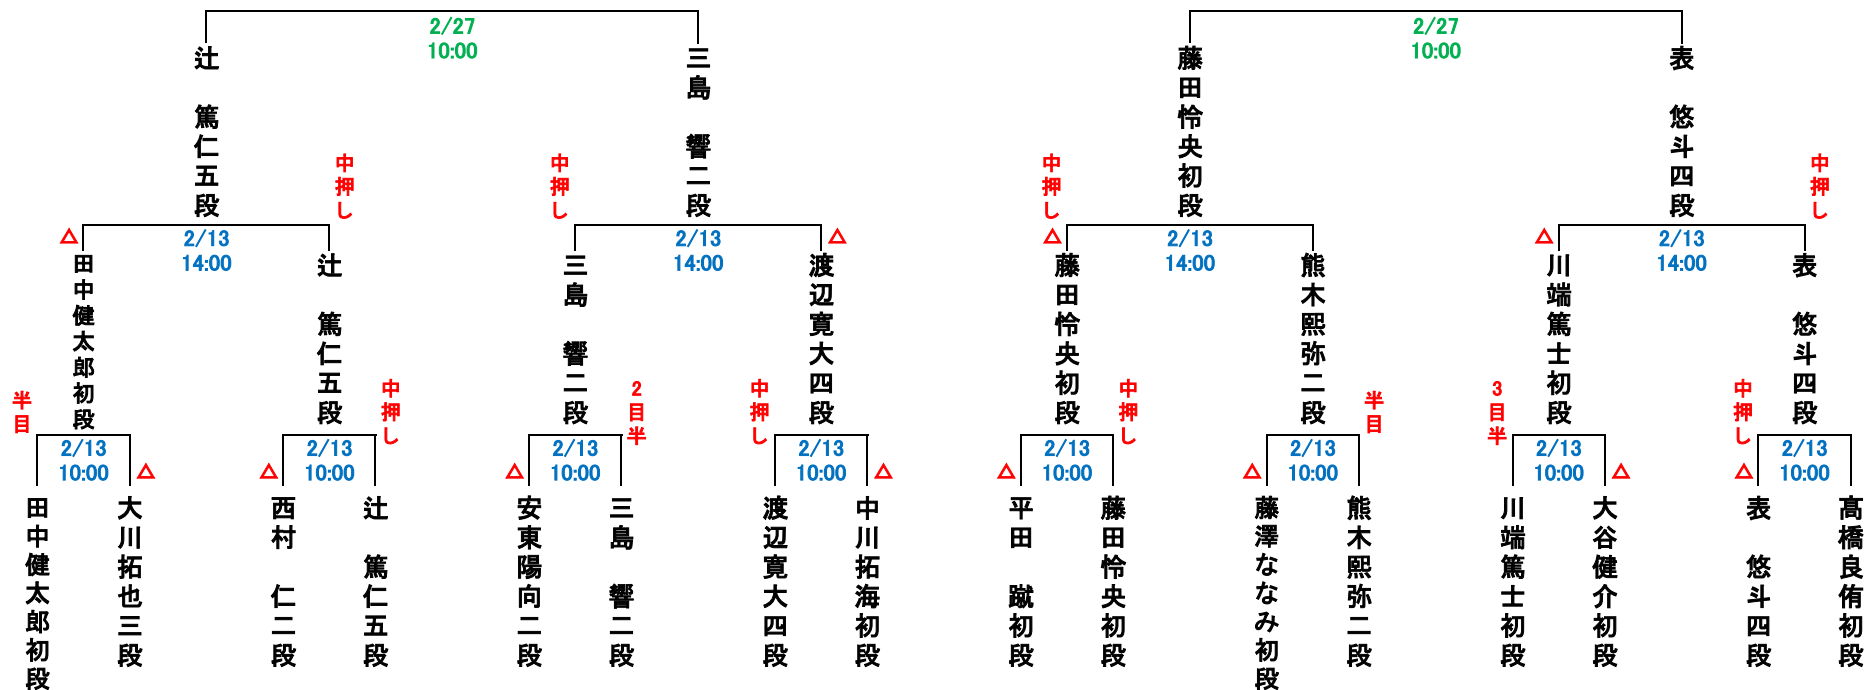 2/27
10:00
2/27
10:00
辻 篤仁五段
三島 響二段
藤田怜央初段
表 悠斗四段
中押し
中押し
中押し
中押し
△
2/13
14:00
2/13
14:00
△
△
2/13
14:00
△
2/13
14:00
田中健太郎初段
辻 篤仁五段
三島 響二段
渡辺寛大四段
藤田怜央初段
熊木熙弥二段
川端篤士初段
表 悠斗四段
半目
中押し
2目半
中押し
中押し
半目
3目半
中押し
2/13
10:00
△
△
2/13
10:00
△
2/13
10:00
2/13
10:00
△
△
2/13
10:00
△
2/13
10:00
2/13
10:00
△
△
2/13
10:00
田中健太郎初段
大川拓也三段
西村 仁二段
辻 篤仁五段
安東陽向二段
三島 響二段
渡辺寛大四段
中川拓海初段
平田 蹴初段
藤田怜央初段
藤澤ななみ初段
熊木熙弥二段
川端篤士初段
大谷健介初段
表 悠斗四段
髙橋良侑初段